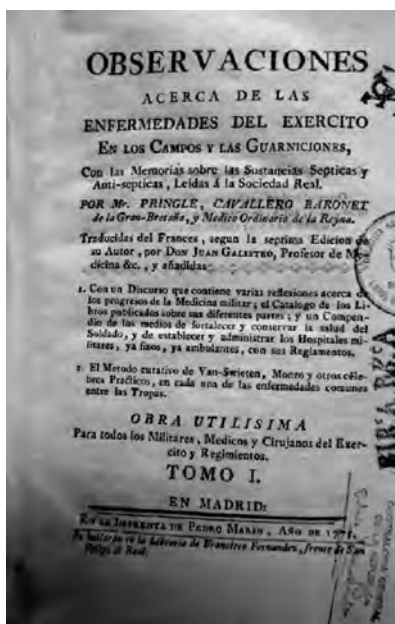 OBSERVACIONES
ACERCA DE LAS
ENFERMEDADES DEL EXERCITO
EN LOS CAMPOS Y LAS GUARNICIONES,
Con las Memorias sobre las Sustancias Septicas y
Anti-septicas, Leidas á la Sociedad Real.
POR Mr. PRINGLE, CAVALLERO BARONET
de la Gran-Bretaña, y Medico Ordinario de la Reyna.
Traducidas del Frances, segun la septima Edicion de
su Autor, por DON JUAN GALISTEO, Profesor de Me-
dicina &c., y añadidas
1. Con un Discurso que contiene varias reflexiones acerca de
los progresos de la Medicina militar; el Catalogo de los Li-
bros publicados sobre sus diferentes partes; y un Compen-
dio de los medios de fortalecer y conservar la salud del
Soldado, y de establecer y administrar los Hospitales mi-
litares, ya fixos, ya ambulantes, con sus Reglamentos.
2. El Metodo curativo de Van-Swieten, Monro y otros céle-
bres Practicos, en cada una de las enfermedades comunes
entre las Tropas.
OBRA UTILISIMA
Para todos los Militares, Medicos y Cirujanos del Exer-
cito y Regimientos.
TOMO I.
EN MADRID:
EN LA IMPRENTA DE PEDRO MARIN, AÑO DE 1775.
Se hallarán en la Librería de Francisco Fernandez, frente de San
Felipe el Real.